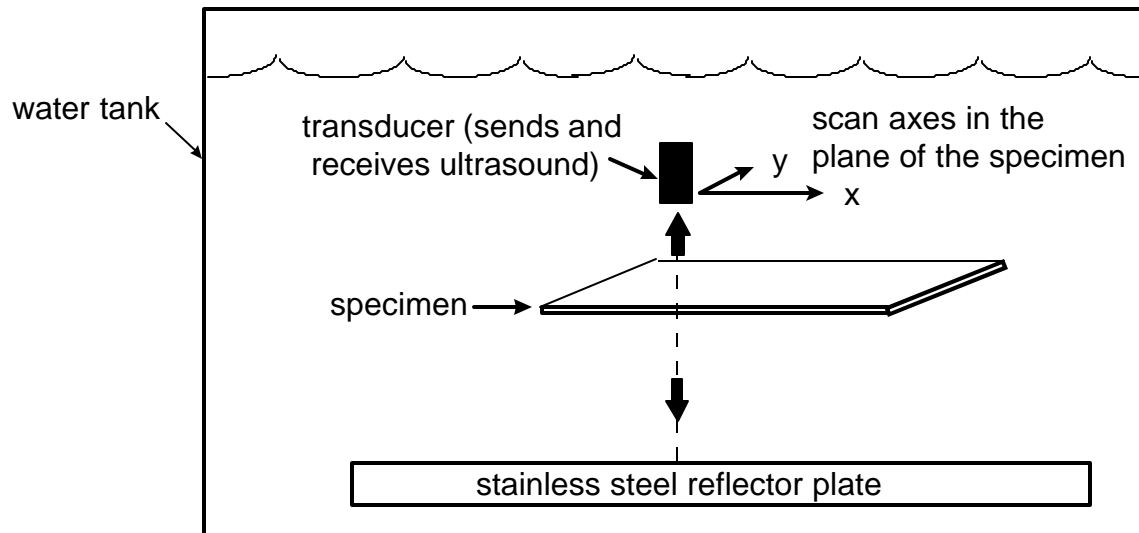 water tank
transducer (sends and
receives ultrasound)
scan axes in the
plane of the specimen
y
x
specimen
stainless steel reflector plate